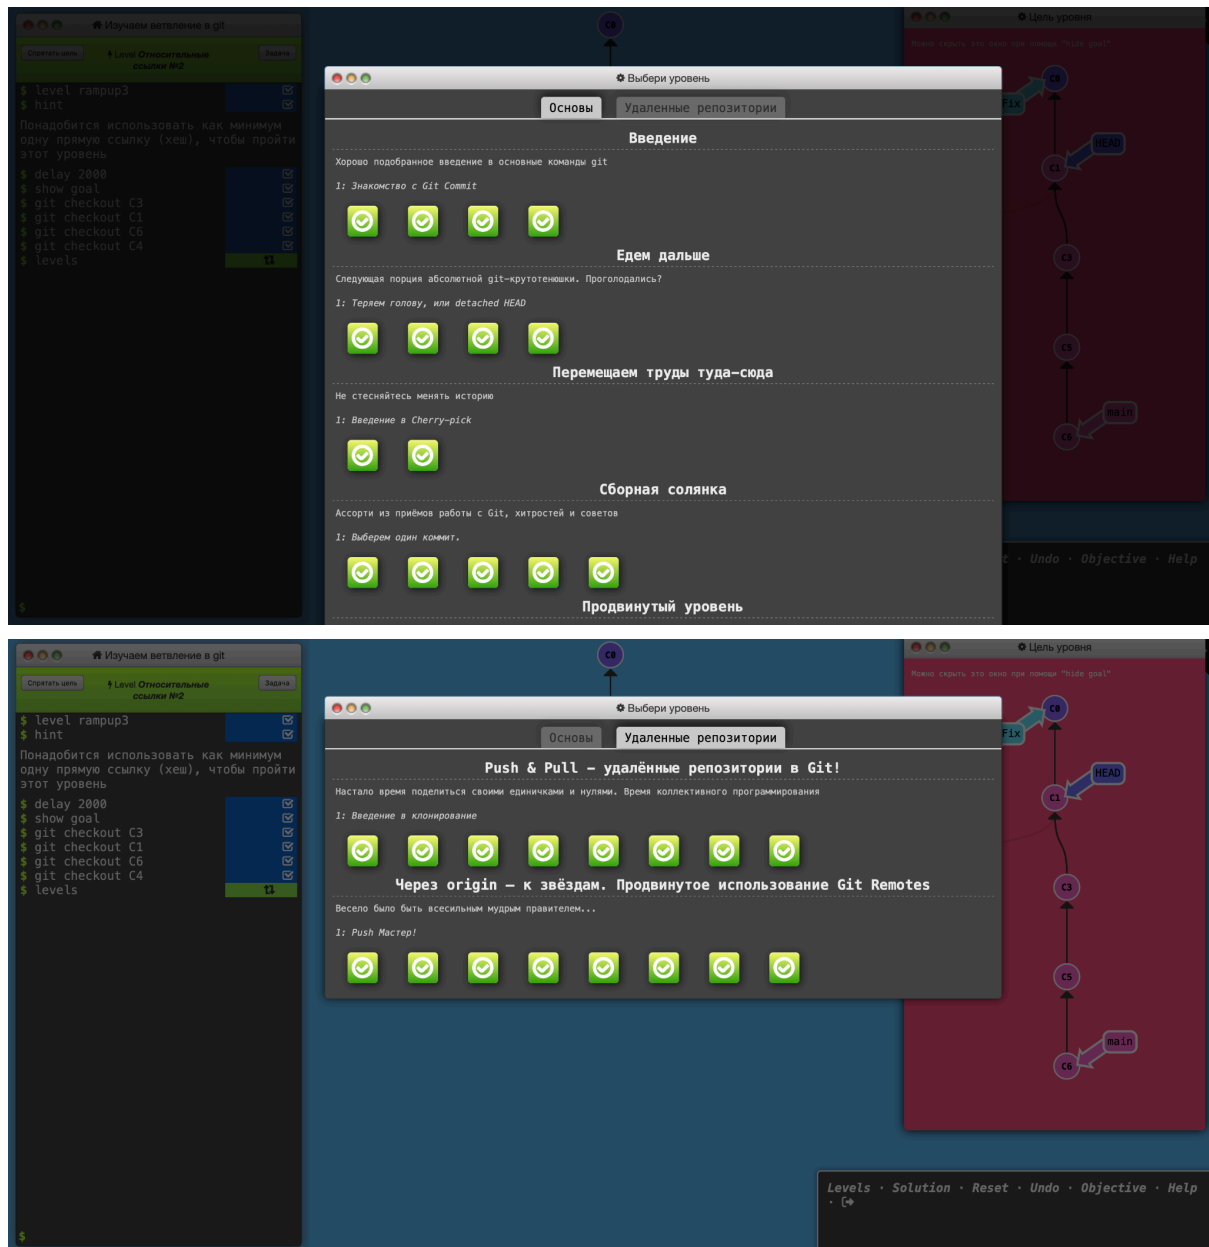 Изучаем ветвление в git
Спрятать цель
Level Относительные ссылки №2
Задача
$ level rampup3
$ hint
Понадобится использовать как минимум
одну прямую ссылку (хеш), чтобы пройти
этот уровень
$ delay 2000
$ show goal
$ git checkout C3
$ git checkout C1
$ git checkout C6
$ git checkout C4
$ levels
$
C0
Выбери уровень
Основы
Удаленные репозитории
Введение
Хорошо подобранное введение в основные команды git
1: Знакомство с Git Commit
Едем дальше
Следующая порция абсолютной git-крутотенюшки. Проголодались?
1: Теряем голову, или detached HEAD
Перемещаем труды туда-сюда
Не стесняйтесь менять историю
1: Введение в Cherry-pick
Сборная солянка
Ассорти из приёмов работы с Git, хитростей и советов
1: Выберем один коммит.
Продвинутый уровень
Цель уровня
Можно скрыть это окно при помощи "hide goal"
C0
Fix
HEAD
C1
C3
C5
main
C6
t · Undo · Objective · Help
Изучаем ветвление в git
Спрятать цель
Level Относительные
ссылки №2
Задача
$ level rampup3
$ hint
Понадобится использовать как минимум
одну прямую ссылку (хеш), чтобы пройти
этот уровень
$ delay 2000
$ show goal
$ git checkout C3
$ git checkout C1
$ git checkout C6
$ git checkout C4
$ levels
$
C0
Выбери уровень
Основы
Удаленные репозитории
Push & Pull – удалённые репозитории в Git!
Настало время поделиться своими единичками и нулями. Время коллективного программирования
1: Введение в клонирование
Через origin – к звёздам. Продвинутое использование Git Remotes
Весело было быть всесильным мудрым правителем...
1: Push Мастер!
Цель уровня
Можно скрыть это окно при помощи "hide goal"
C0
Fix
HEAD
C1
C3
C5
main
C6
Levels · Solution · Reset · Undo · Objective · Help
·